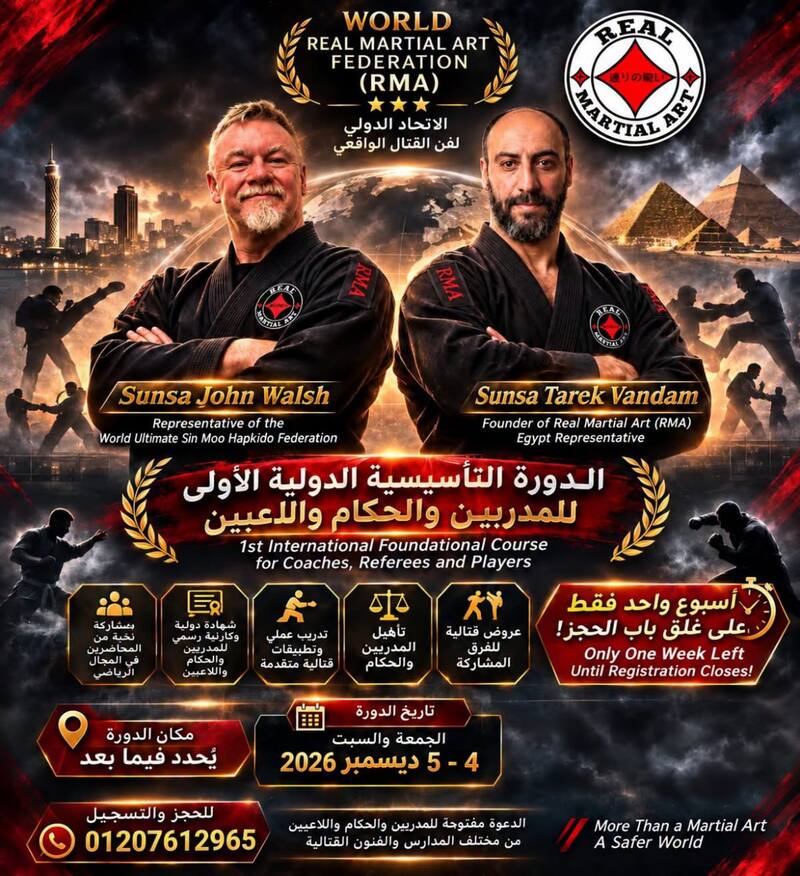 WORLD
REAL MARTIAL ART
FEDERATION
(RMA)
الاتحاد الدولي
لفن القتال الواقعي
REAL
MARTIAL ART
RMA
REAL
MARTIAL ART
RMA
REAL
MARTIAL ART
Sunsa John Walsh
Representative of the
World Ultimate Sin Moo Hapkido Federation
Sunsa Tarek Vandam
Founder of Real Martial Art (RMA)
Egypt Representative
الدورة التأسيسية الدولية الأولى
للمدربين والحكام واللاعبين
1st International Foundational Course
for Coaches, Referees and Players
عروض قتالية
للفرق
المشاركة
تأهيل
المدربين
والحكام
تدريب عملي
وتطبيقات
قتالية متقدمة
شهادة دولية
وكارنية رسمي
للمدربين
والحكام
واللاعبين
بمشاركة
نخبة من
المحاضرين
في المجال
الرياضي
أسبوع واحد فقط
على غلق باب الحجز!
Only One Week Left
Until Registration Closes!
تاريخ الدورة
الجمعة والسبت
4 - 5 ديسمبر 2026
مكان الدورة
يُحدد فيما بعد
للحجز والتسجيل
01207612965
الدعوة مفتوحة للمدربين والحكام واللاعبين
من مختلف المدارس والفنون القتالية
More Than a Martial Art
A Safer World